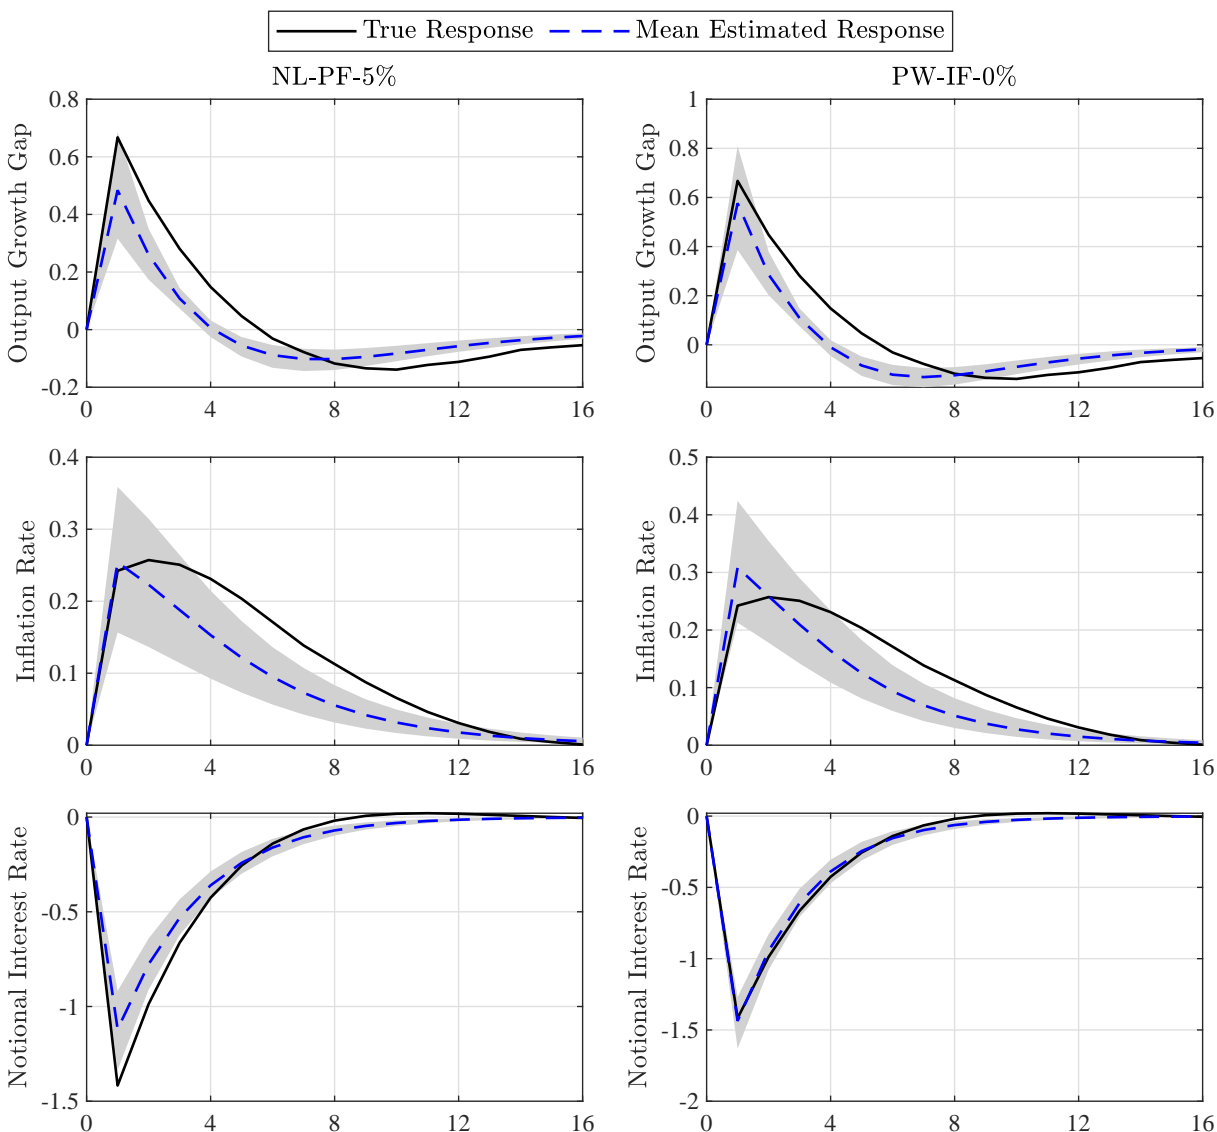 True Response Mean Estimated Response
NL-PF-5%
PW-IF-0%
Output Growth Gap
0.8
0.6
0.4
0.2
0
-0.2
0 4 8 12 16
Output Growth Gap
1
0.8
0.6
0.4
0.2
0
0 4 8 12 16
Inflation Rate
0.4
0.3
0.2
0.1
0
0 4 8 12 16
Inflation Rate
0.5
0.4
0.3
0.2
0.1
0
0 4 8 12 16
Notional Interest Rate
0
-0.5
-1
-1.5
0 4 8 12 16
Notional Interest Rate
0
-0.5
-1
-1.5
-2
0 4 8 12 16